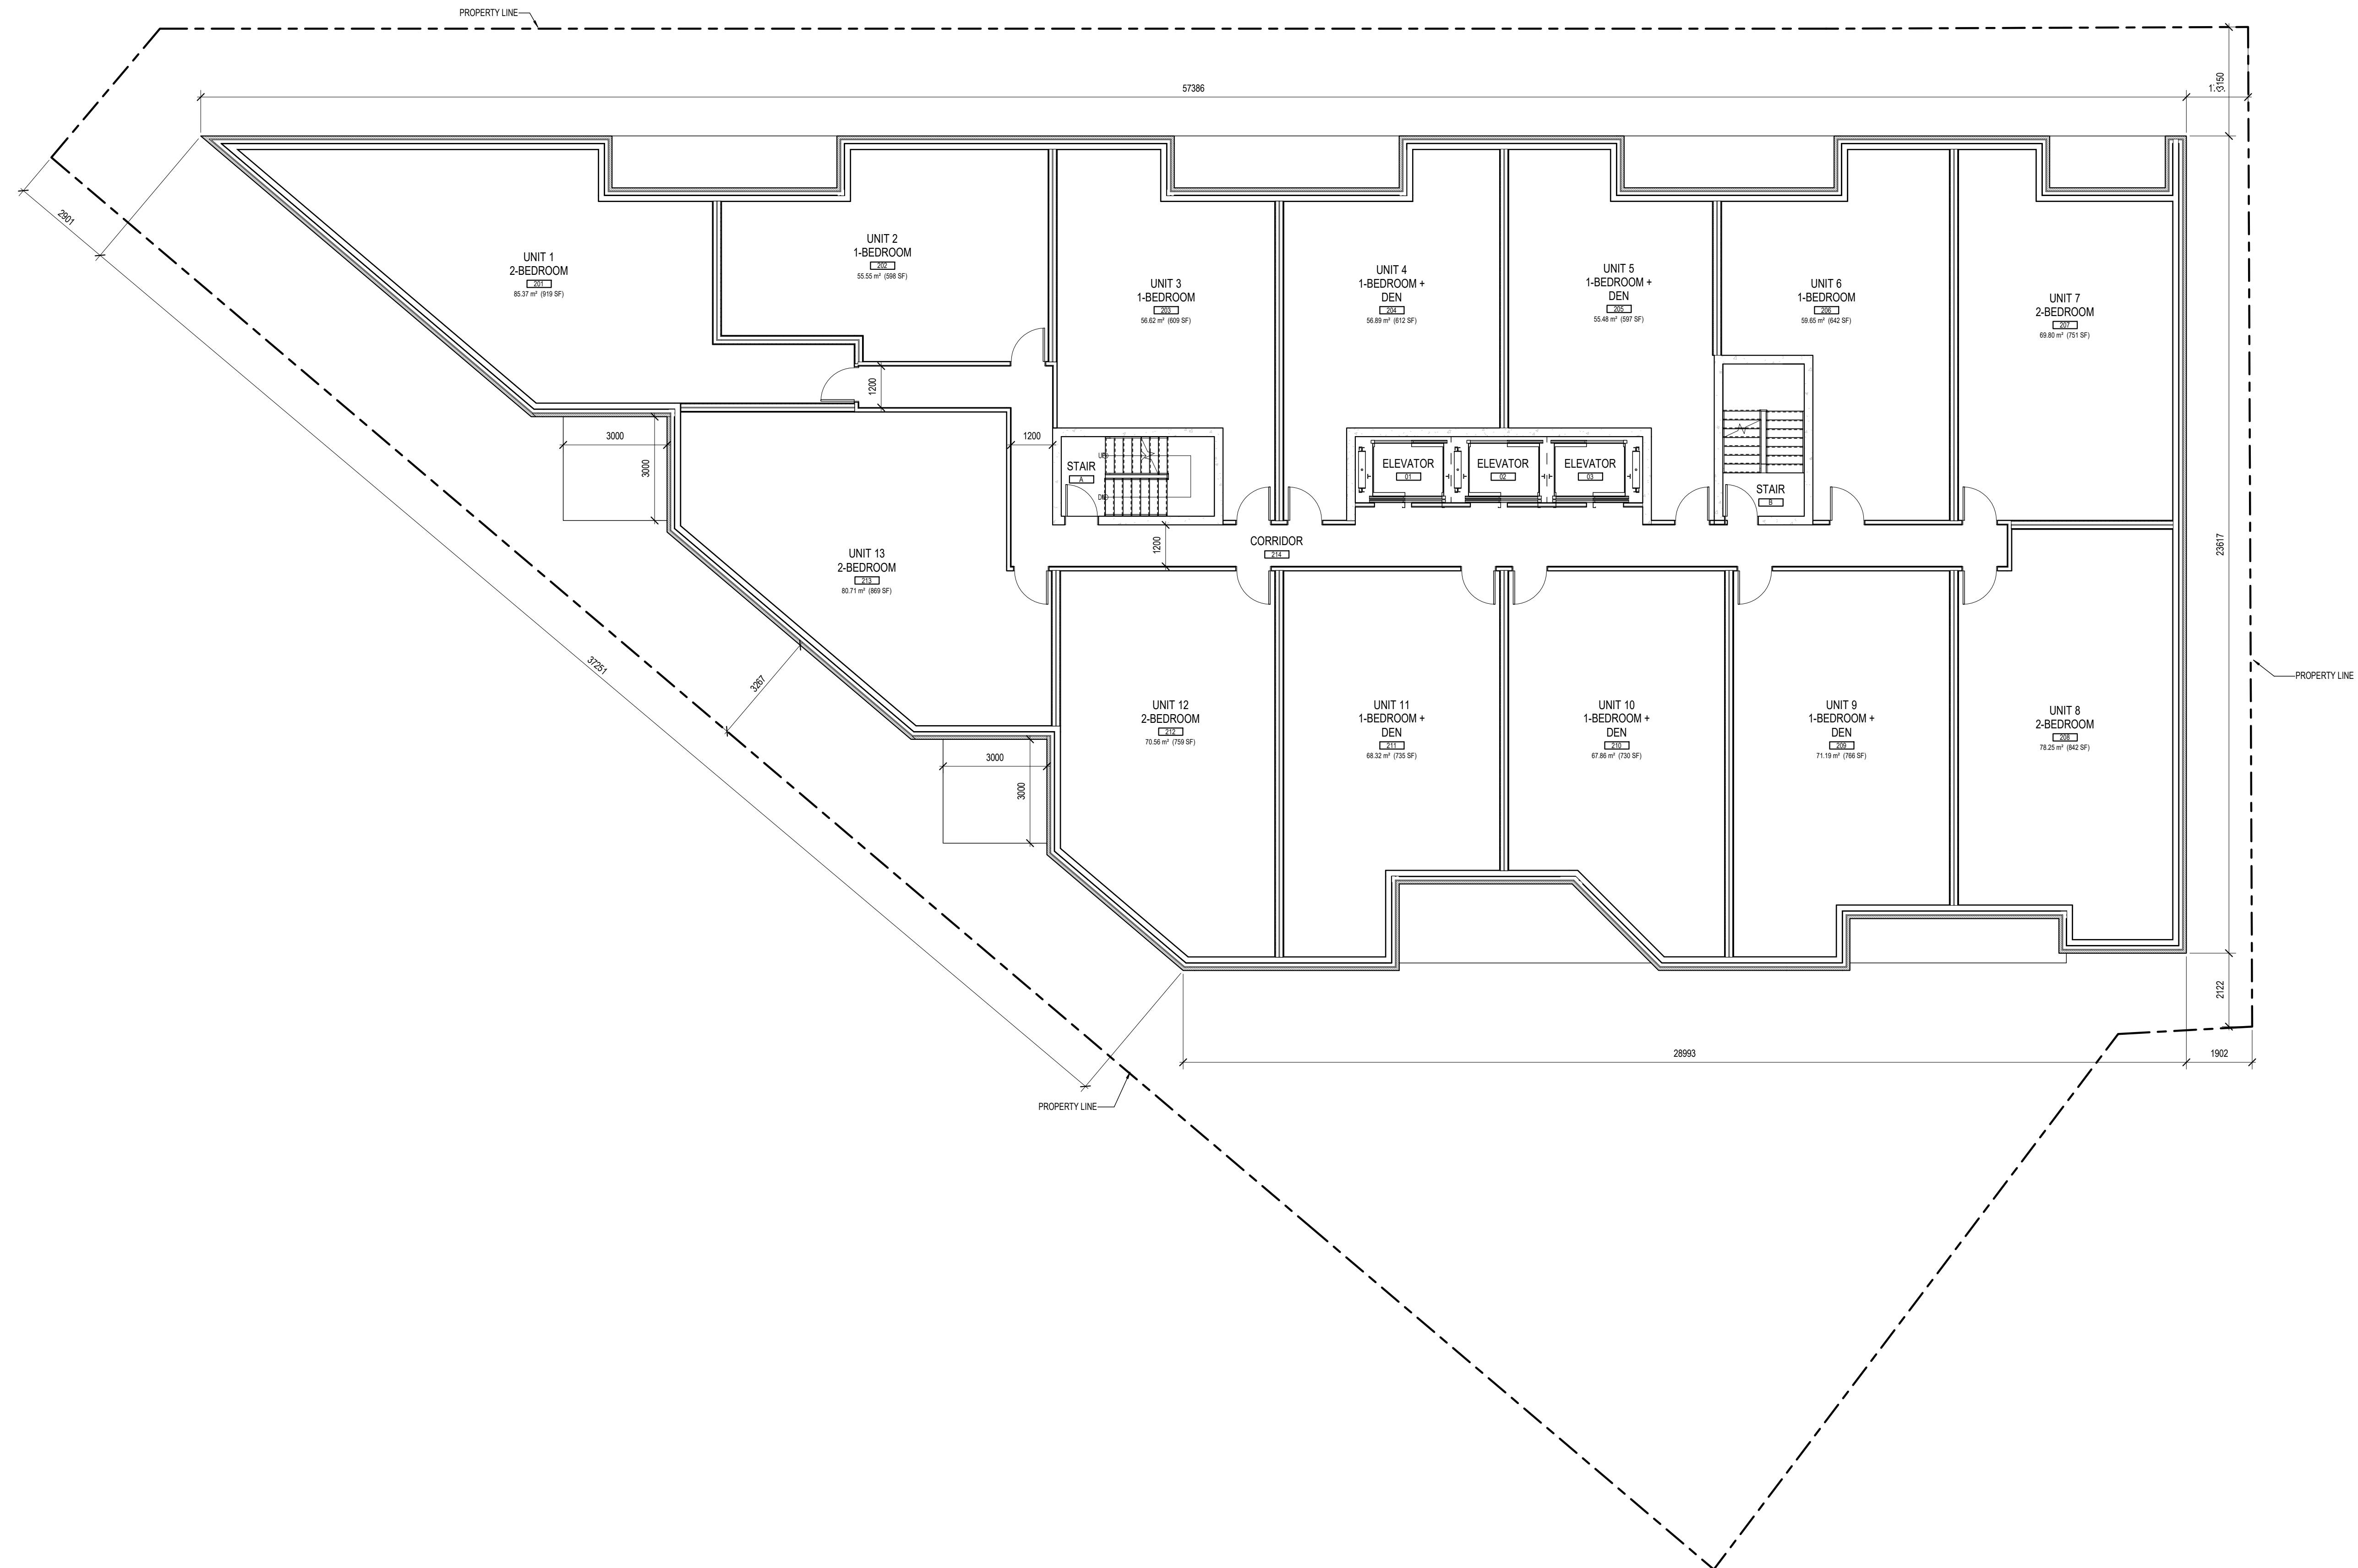 PROPERTY LINE
57386
3150
2901
UNIT 1
2-BEDROOM
201
85.37 m² (919 SF)
UNIT 2
1-BEDROOM
202
55.55 m² (598 SF)
UNIT 3
1-BEDROOM
203
56.62 m² (609 SF)
UNIT 4
1-BEDROOM +
DEN
204
56.89 m² (612 SF)
UNIT 5
1-BEDROOM +
DEN
205
55.48 m² (597 SF)
UNIT 6
1-BEDROOM
206
59.65 m² (642 SF)
UNIT 7
2-BEDROOM
207
69.80 m² (751 SF)
1200
3000
3000
1200
STAIR
A
ELEVATOR
01
ELEVATOR
02
ELEVATOR
03
STAIR
B
1200
CORRIDOR
214
23617
UNIT 13
2-BEDROOM
213
80.71 m² (869 SF)
37251
3267
PROPERTY LINE
UNIT 12
2-BEDROOM
212
70.56 m² (759 SF)
UNIT 11
1-BEDROOM +
DEN
211
68.32 m² (735 SF)
UNIT 10
1-BEDROOM +
DEN
210
67.86 m² (730 SF)
UNIT 9
1-BEDROOM +
DEN
209
71.19 m² (766 SF)
UNIT 8
2-BEDROOM
208
78.25 m² (842 SF)
3000
3000
2122
28993
1902
PROPERTY LINE